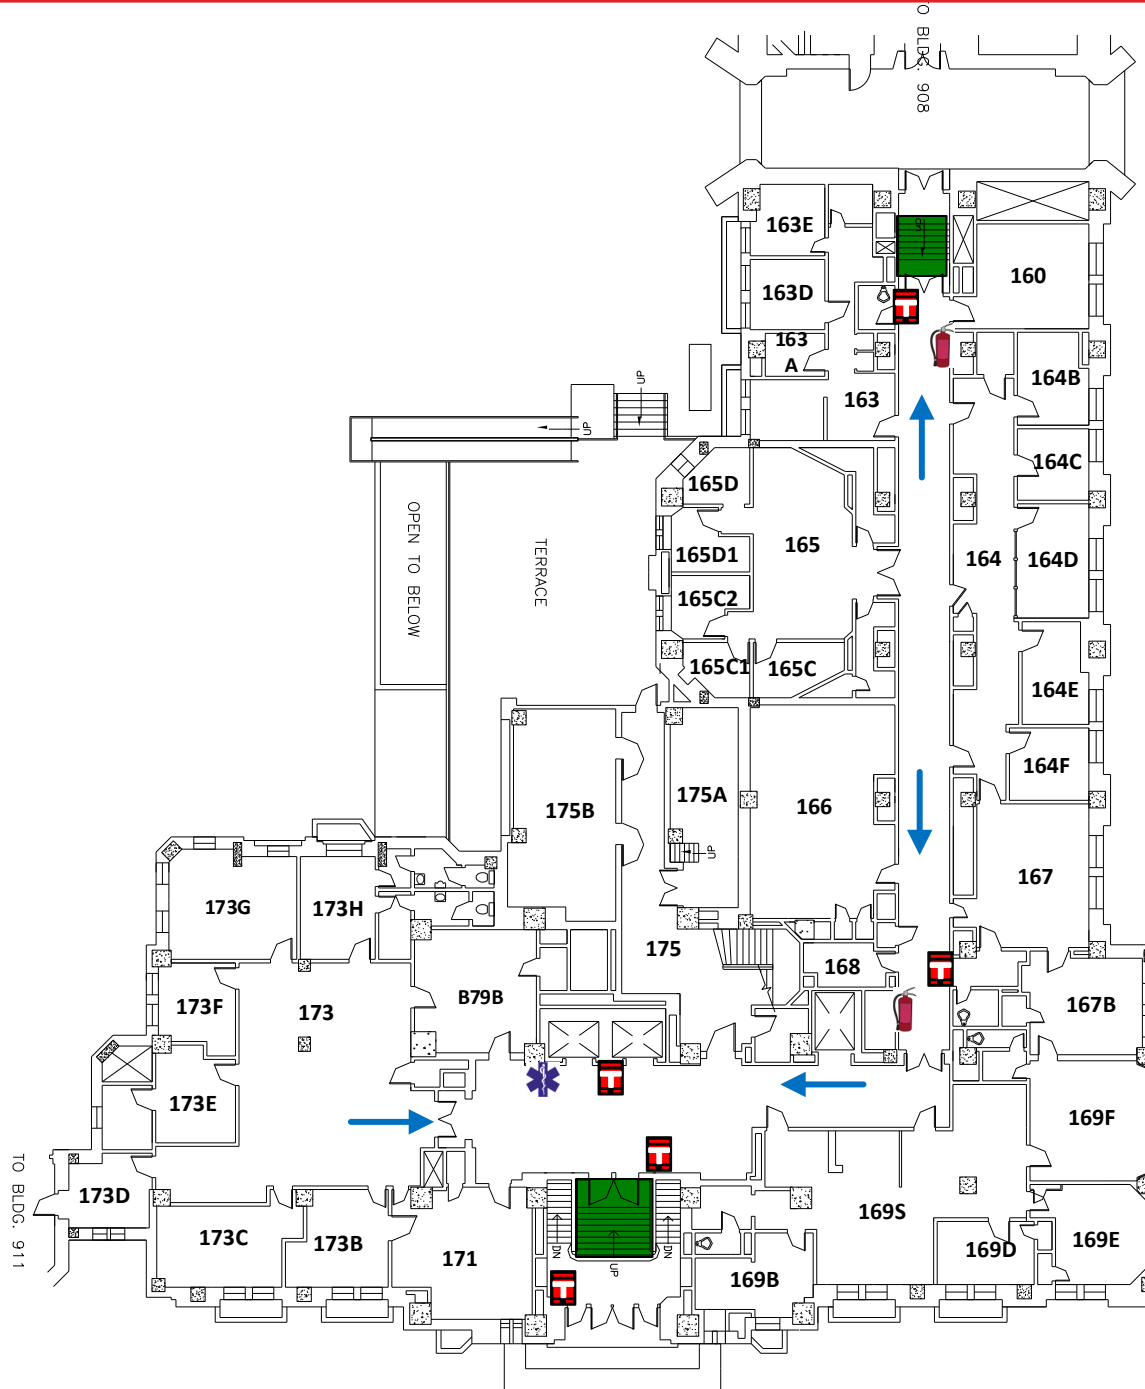 TO BLDG. 908
163E
DN
160
163D
163
A
164B
UP
163
UP
164C
165D
OPEN TO BELOW
TERRACE
165
165D1
164
164D
165C2
165C1
165C
164E
164F
175B
175A
166
UP
167
173G
173H
175
168
B79B
167B
173F
173
173E
169F
TO BLDG. 911
173D
169S
173C
173B
171
DN
UP
DN
169D
169E
169B